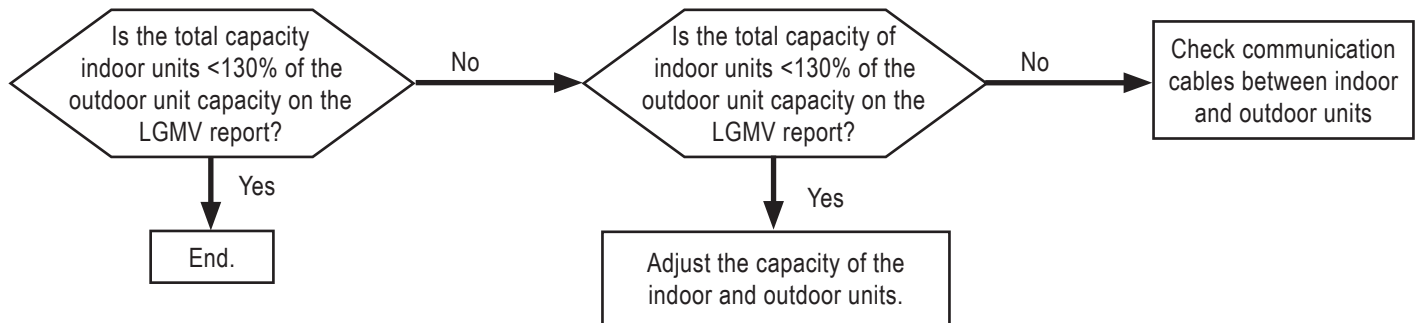 Is the total capacity
indoor units <130% of the
outdoor unit capacity on the
LGMV report?
No
Is the total capacity of
indoor units <130% of the
outdoor unit capacity on the
LGMV report?
No
Check communication
cables between indoor
and outdoor units
Yes
End.
Yes
Adjust the capacity of the
indoor and outdoor units.